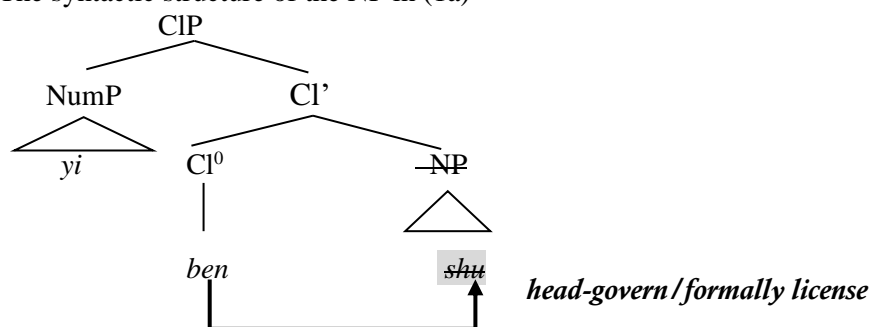 The syntactic structure of the NP in (1a)
ClP
NumP Cl’
yi Cl⁰ NP
ben shu head-govern/formally license